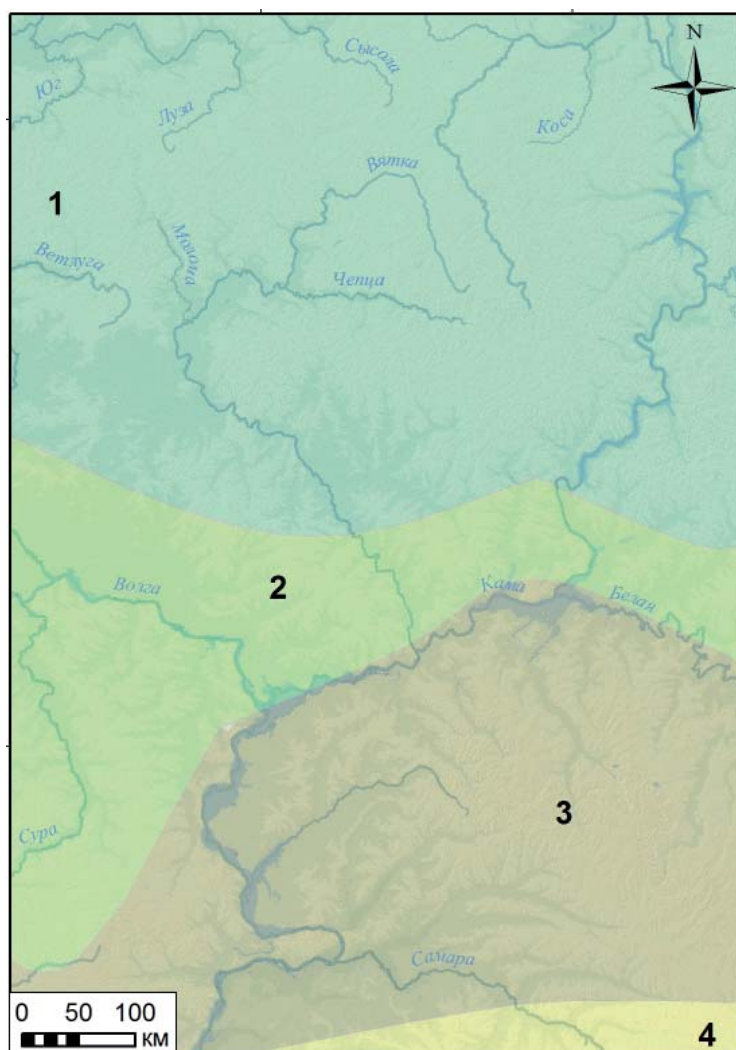 N
Сысола
Юг
Луза
Коса
Вятка
1
Молома
Ветлуга
Чепца
Волга
2
Кама
Белая
3
Сура
Самара
0 50 100
КМ
4